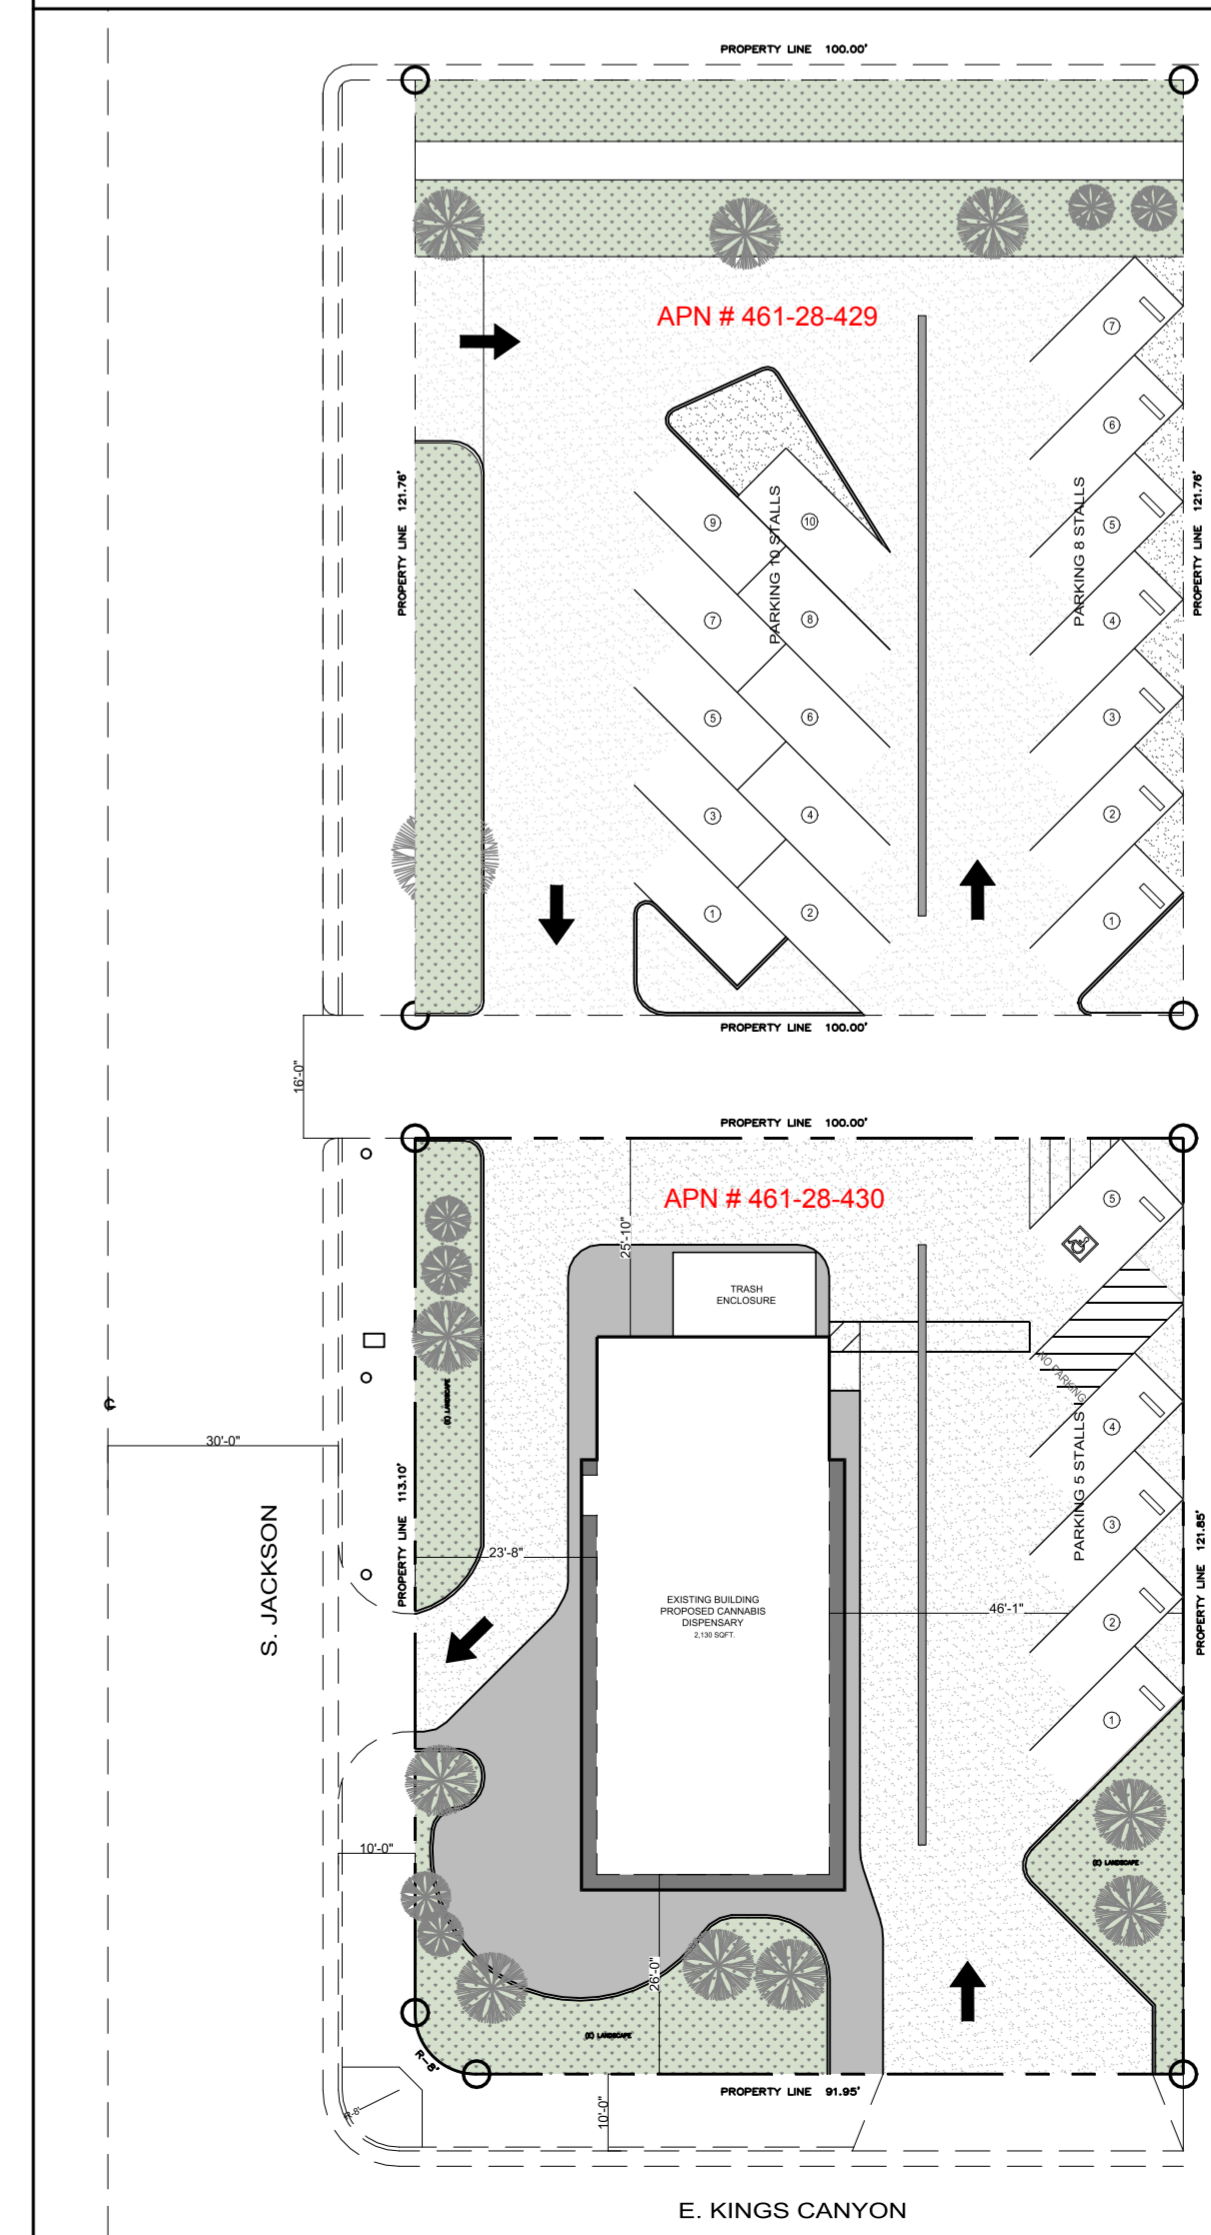 PROPERTY LINE 100.00'
APN # 461-28-429
7
6
5
4
3
2
1
PARKING 8 STALLS
PROPERTY LINE 121.76'
PROPERTY LINE 121.76'
PARKING 10 STALLS
9
10
7
8
5
6
3
4
1
2
PROPERTY LINE 100.00'
16'-0"
PROPERTY LINE 100.00'
APN # 461-28-430
25'-10"
TRASH
ENCLOSURE
5
NO PARKING
4
3
2
1
PARKING 5 STALLS
(E) LANDSCAPE
30'-0"
PROPERTY LINE 113.10'
S. JACKSON
23'-8"
EXISTING BUILDING
PROPOSED CANNABIS
DISPENSARY
2,130 SQFT.
46'-1"
PROPERTY LINE 121.85'
10'-0"
(E) LANDSCAPE
26'-0"
(E) LANDSCAPE
R-8'
PROPERTY LINE 91.95'
10'-0"
E. KINGS CANYON